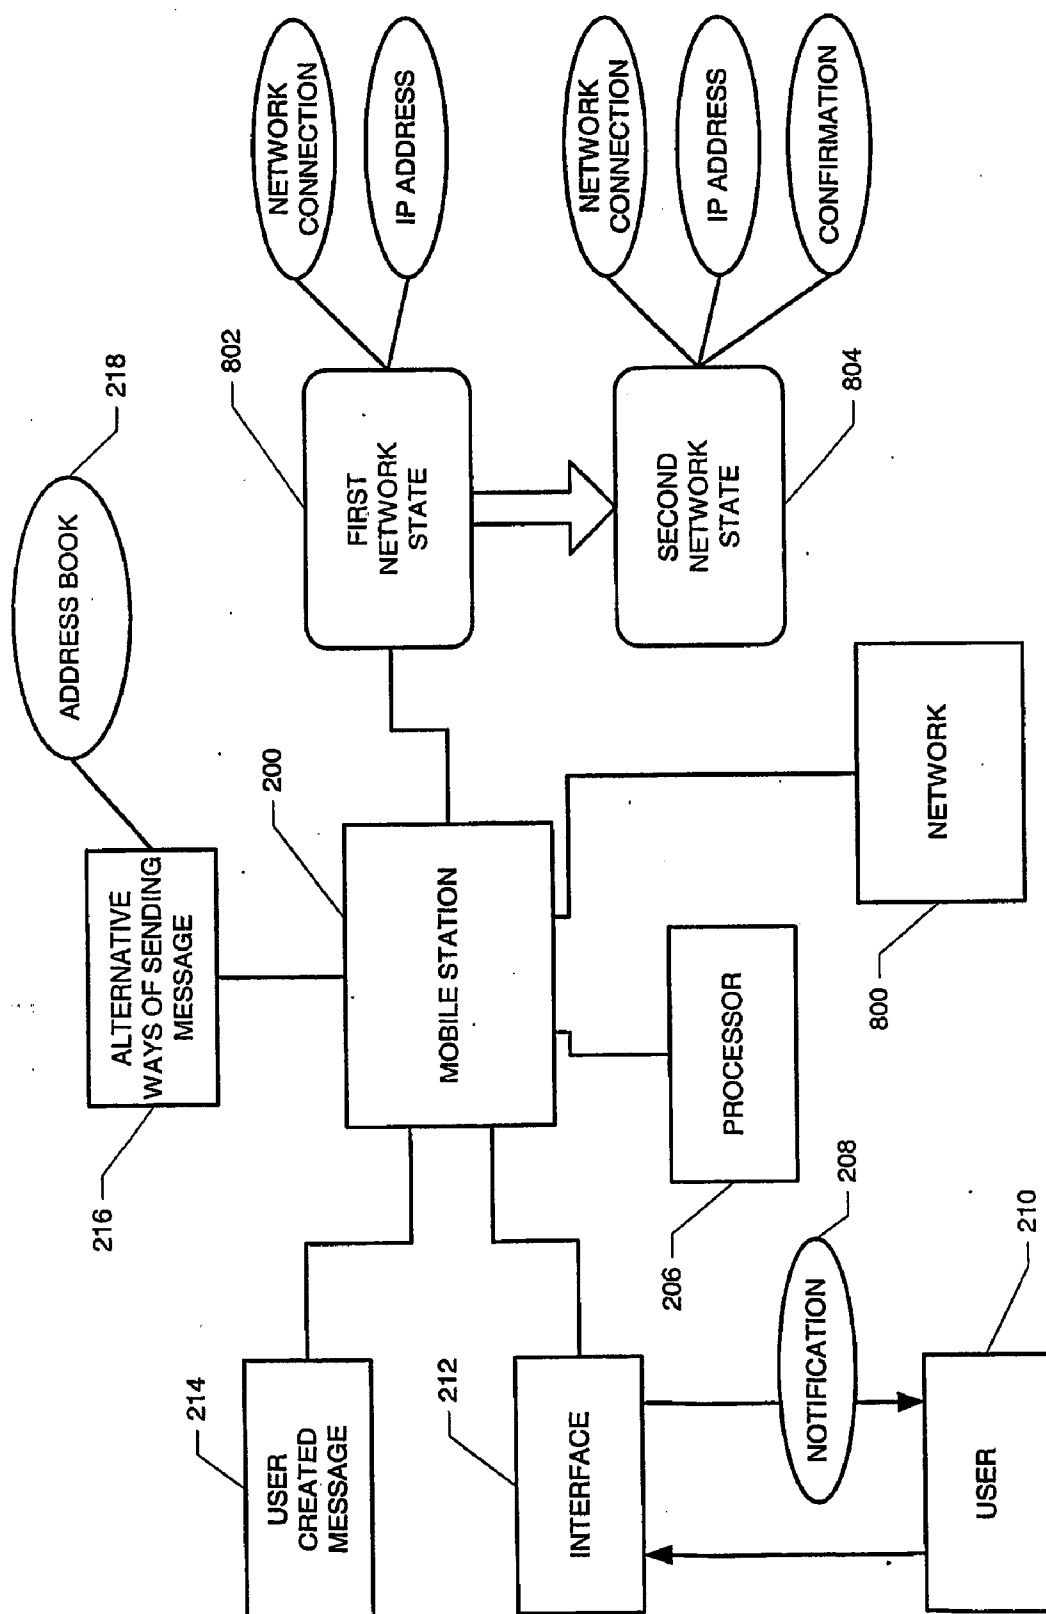 ADDRESS BOOK
218
ALTERNATIVE
WAYS OF SENDING
MESSAGE
216
USER
CREATED
MESSAGE
214
MOBILE STATION
200
FIRST
NETWORK
STATE
802
NETWORK
CONNECTION
IP ADDRESS
INTERFACE
212
PROCESSOR
206
SECOND
NETWORK
STATE
804
NETWORK
CONNECTION
IP ADDRESS
CONFIRMATION
NOTIFICATION
208
USER
210
NETWORK
800